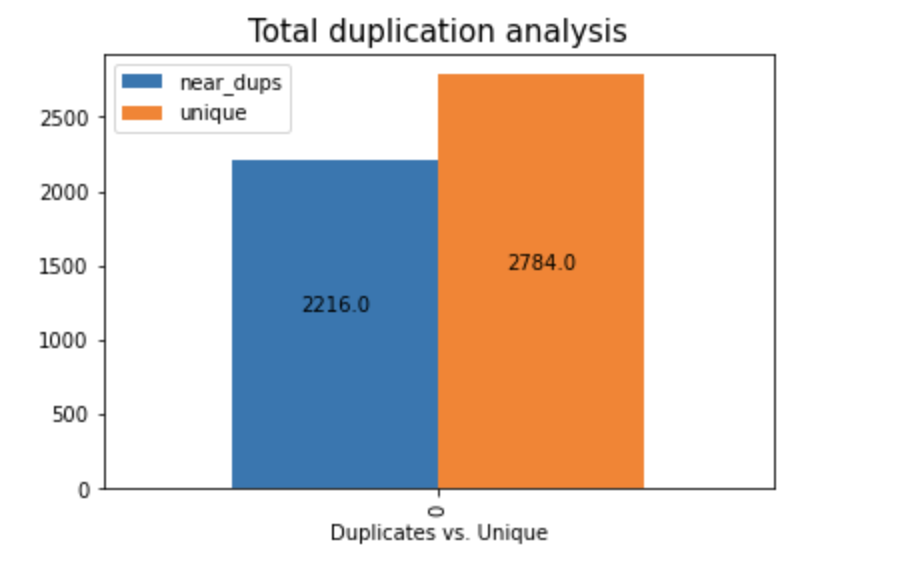 Total duplication analysis
near_dups
unique
2500
2000
1500
1000
500
0
2216.0
2784.0
0
Duplicates vs. Unique